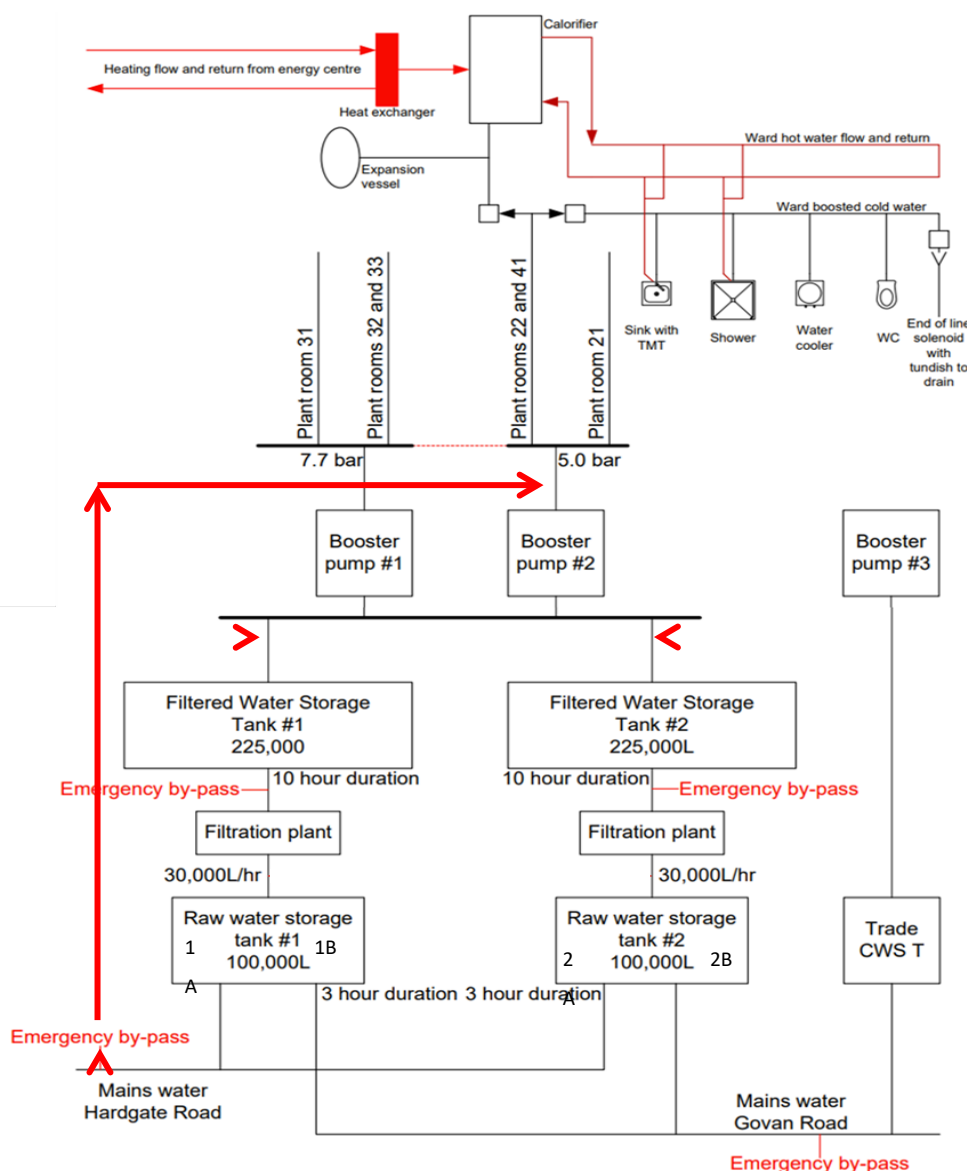 Calorifier
Heating flow and return from energy centre
Heat exchanger
Ward hot water flow and return
Expansion
vessel
Ward boosted cold water
Plant room 31
Plant rooms 32 and 33
Plant rooms 22 and 41
Plant room 21
Sink with
TMT
Shower
Water
cooler
WC
End of line
solenoid
with
tundish to
drain
7.7 bar
5.0 bar
Booster
pump #1
Booster
pump #2
Booster
pump #3
Filtered Water Storage
Tank #1
225,000
Filtered Water Storage
Tank #2
225,000L
10 hour duration
10 hour duration
Emergency by-pass
Emergency by-pass
Filtration plant
Filtration plant
30,000L/hr
30,000L/hr
Raw water storage
tank #1
100,000L
1
A
1B
Raw water storage
tank #2
100,000L
2
A
2B
Trade
CWS T
3 hour duration
3 hour duration
Emergency by-pass
Mains water
Hardgate Road
Mains water
Govan Road
Emergency by-pass